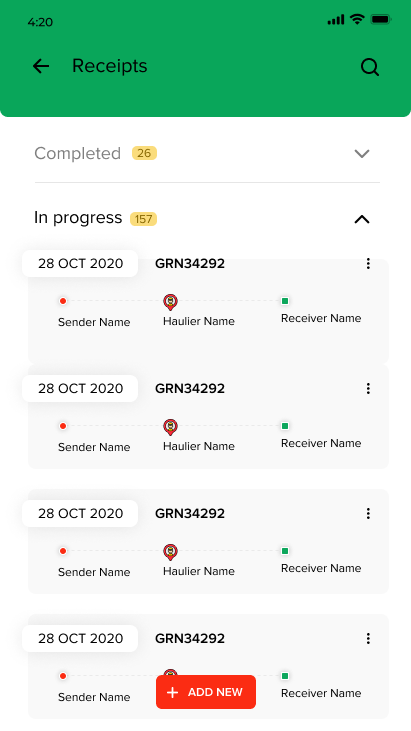 4:20
Receipts
Completed 26
In progress 157
28 OCT 2020 GRN34292
Sender Name Haulier Name Receiver Name
28 OCT 2020 GRN34292
Sender Name Haulier Name Receiver Name
28 OCT 2020 GRN34292
Sender Name Haulier Name Receiver Name
28 OCT 2020 GRN34292
Sender Name + ADD NEW Receiver Name